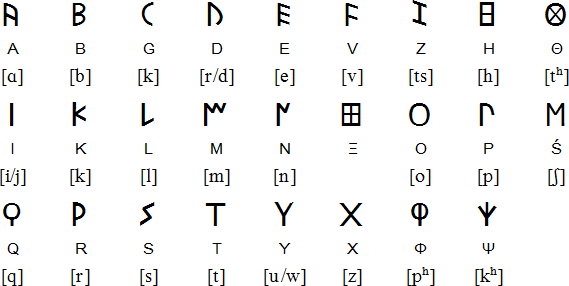 𐌀 𐌁 𐌂 𐌃 𐌄 𐌅 𐌆 𐌇 𐌈
A B G D E V Z H Θ
[ɑ] [b] [k] [r/d] [e] [v] [ts] [h] [tʰ]
𐌉 𐌊 𐌋 𐌌 𐌍 𐌎 𐌏 𐌐 𐌑
I K L M N Ξ O P Ś
[i/j] [k] [l] [m] [n] [o] [p] [ʃ]
𐌒 𐌓 𐌔 𐌕 𐌖 𐌗 𐌘 𐌙
Q R S T Y X Φ Ψ
[q] [r] [s] [t] [u/w] [z] [pʰ] [kʰ]